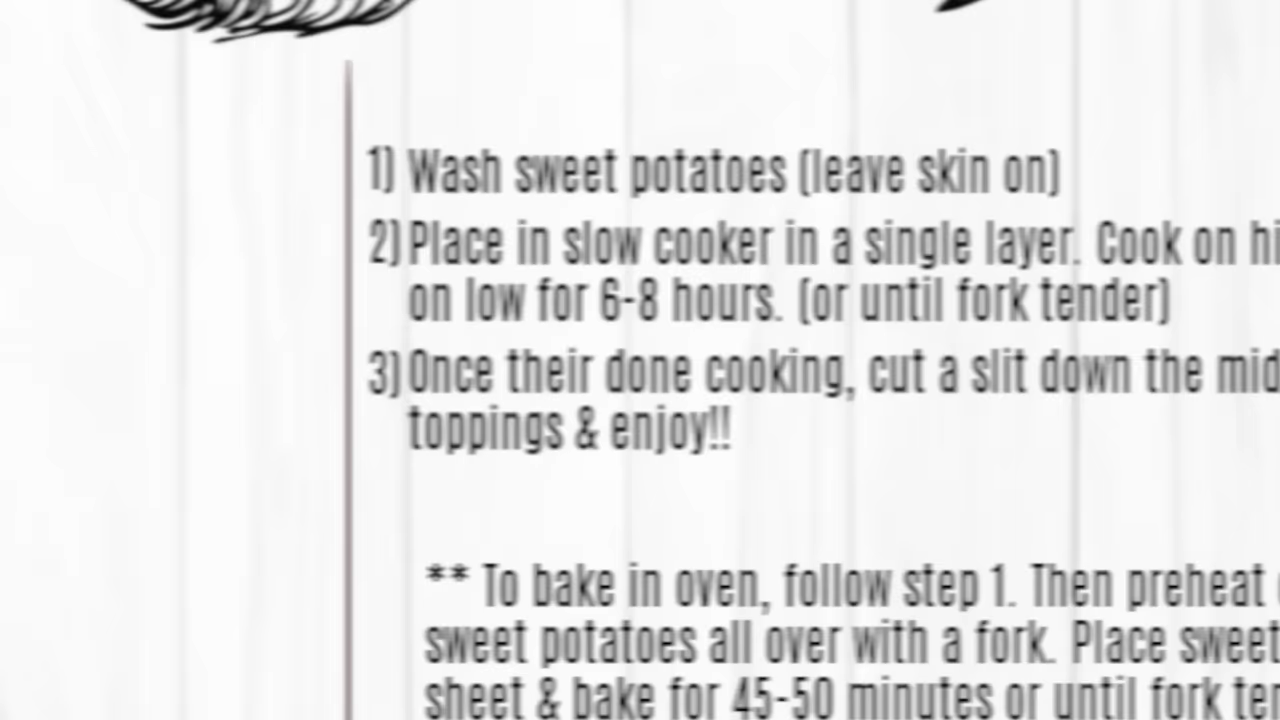 1) Wash sweet potatoes (leave skin on)
2) Place in slow cooker in a single layer. Cook on
on low for 6-8 hours. (or until fork tender)
3) Once their done cooking, cut a slit down the
toppings & enjoy!!
** To bake in oven, follow step 1. Then preheat
sweet potatoes all over with a fork. Place sweet
sheet & bake for 45-50 minutes or until fork